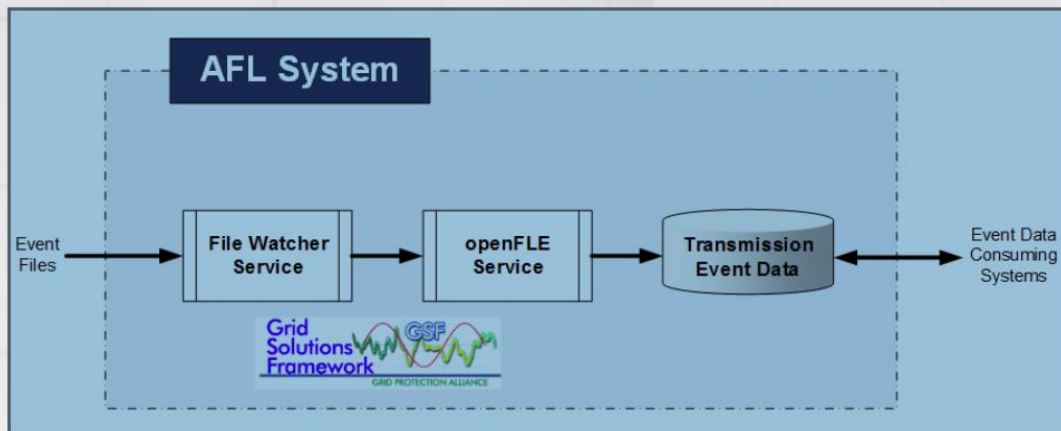 AFL System
Event
Files
File Watcher
Service
openFLE
Service
Transmission
Event Data
Event Data
Consuming
Systems
Grid
Solutions
Framework
GSF
GRID PROTECTION ALLIANCE